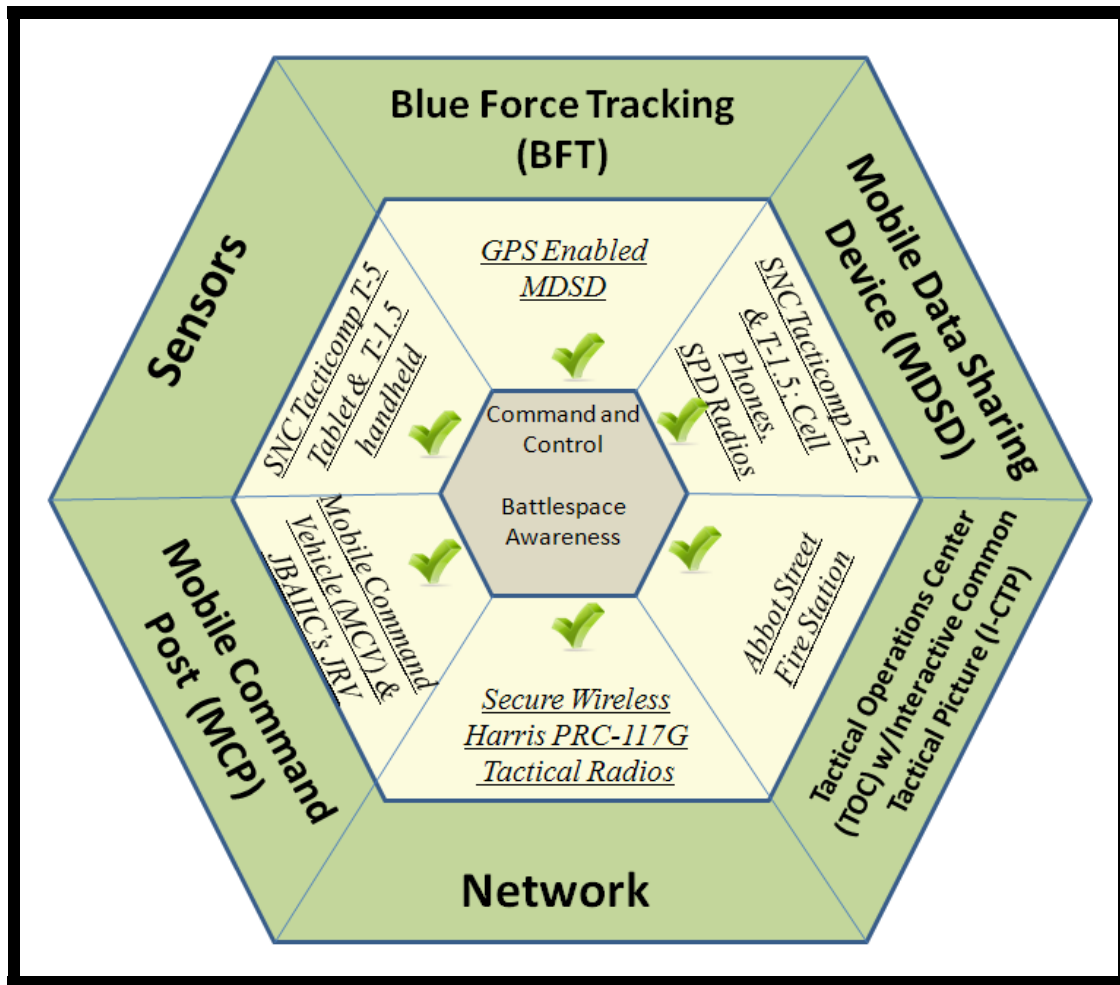 Blue Force Tracking
(BFT)
Mobile Data Sharing
Device (MDSD)
Tactical Operations Center
(TOC) w/Interactive Common
Tactical Picture (I-CTP)
Network
Mobile Command
Post (MCP)
Sensors
GPS Enabled
MDSD
SNC Tacticomp T-5
& T-1.5; Cell
Phones,
SPD Radios
Abbot Street
Fire Station
Secure Wireless
Harris PRC-117G
Tactical Radios
Mobile Command
Vehicle (MCV) &
JBAIIC's JRV
SNC Tacticomp T-5
Tablet & T-1.5
handheld
Command and
Control
Battlespace
Awareness